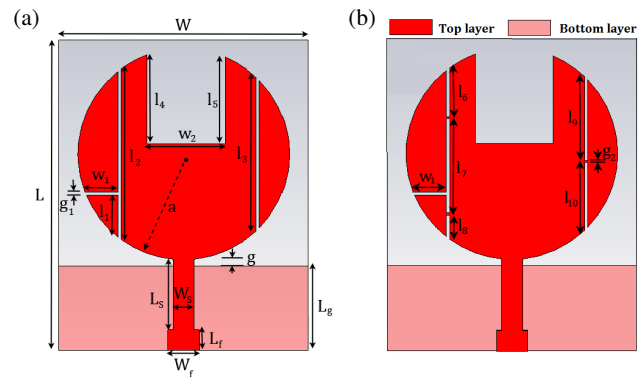 (a)
W
(b)
Top layer
Bottom layer
l4
l5
l6
w2
l9
l2
l3
g2
L
w1
w1
l7
g1
a
l1
l10
l8
g
Ls
Ws
Lg
Lf
Wf